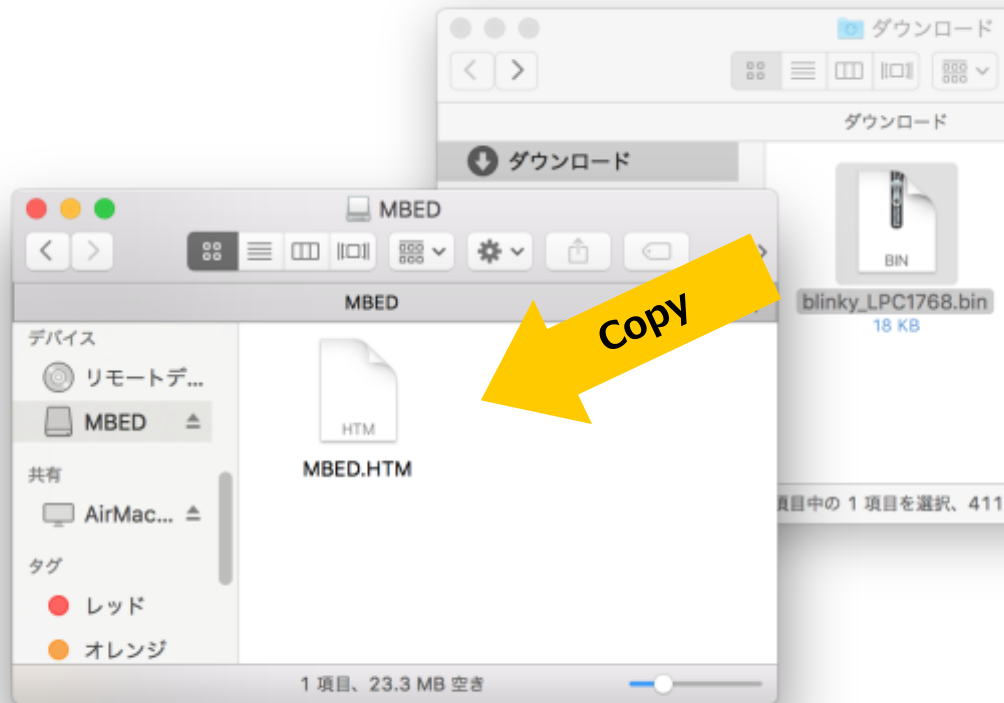 ダウンロード
ダウンロード
ダウンロード
BIN
blinky_LPC1768.bin
18 KB
項目中の 1 項目を選択、411
MBED
MBED
デバイス
リモートデ...
MBED
共有
AirMac...
タグ
レッド
オレンジ
HTM
MBED.HTM
Copy
1 項目、23.3 MB 空き